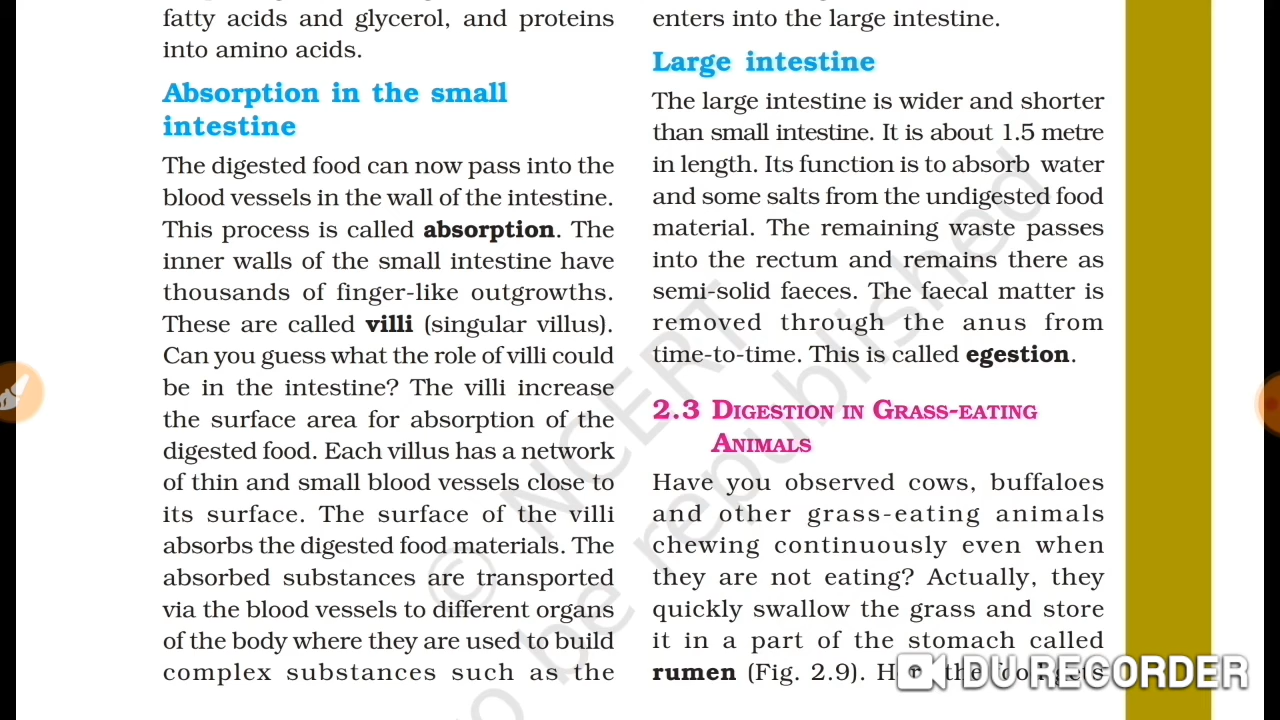 fatty acids and glycerol, and proteins
into amino acids.
Absorption in the small
intestine
The digested food can now pass into the
blood vessels in the wall of the intestine.
This process is called absorption. The
inner walls of the small intestine have
thousands of finger-like outgrowths.
These are called villi (singular villus).
Can you guess what the role of villi could
be in the intestine? The villi increase
the surface area for absorption of the
digested food. Each villus has a network
of thin and small blood vessels close to
its surface. The surface of the villi
absorbs the digested food materials. The
absorbed substances are transported
via the blood vessels to different organs
of the body where they are used to build
complex substances such as the
enters into the large intestine.
Large intestine
The large intestine is wider and shorter
than small intestine. It is about 1.5 metre
in length. Its function is to absorb water
and some salts from the undigested food
material. The remaining waste passes
into the rectum and remains there as
semi-solid faeces. The faecal matter is
removed through the anus from
time-to-time. This is called egestion.
2.3 DIGESTION IN GRASS-EATING
ANIMALS
Have you observed cows, buffaloes
and other grass-eating animals
chewing continuously even when
they are not eating? Actually, they
quickly swallow the grass and store
it in a part of the stomach called
rumen (Fig. 2.9). the food gets
© NCERT
be republished
DU RECORDER